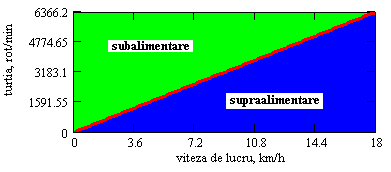 6366.2
4774.65
3183.1
1591.55
0
turtia, rot/min
subalimentare
supraalimentare
0 3.6 7.2 10.8 14.4 18
viteza de lucru, km/h